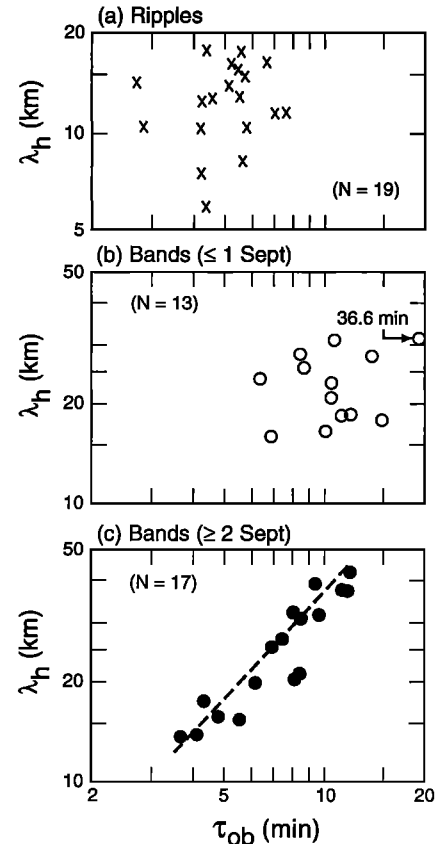 (a) Ripples
20
10
5
λh (km)
(N = 19)
(b) Bands (≤ 1 Sept)
50
20
10
λh (km)
(N = 13)
36.6 min
(c) Bands (≥ 2 Sept)
50
20
10
λh (km)
(N = 17)
2 5 10 20
τob (min)